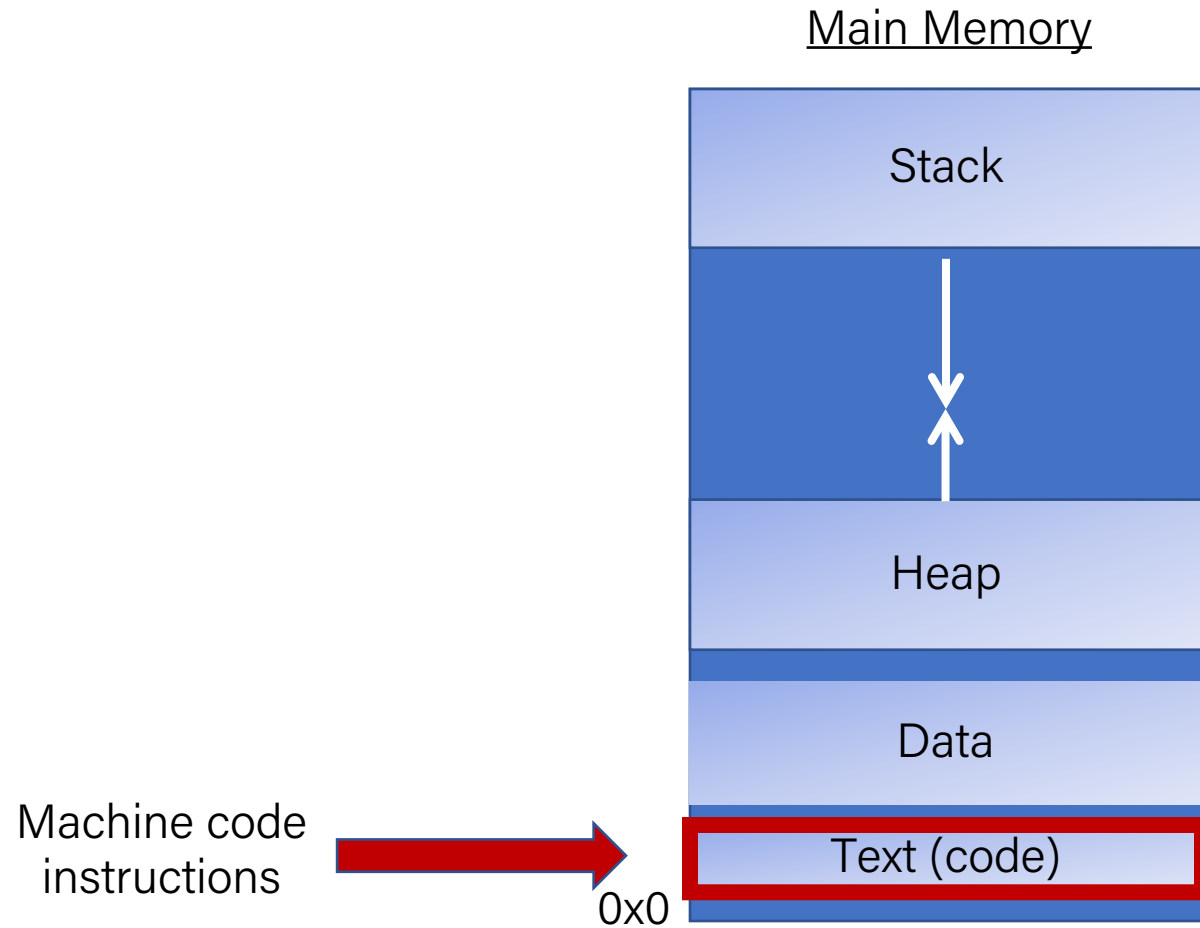 Main Memory
Stack
Heap
Data
Machine code
instructions
Text (code)
0x0